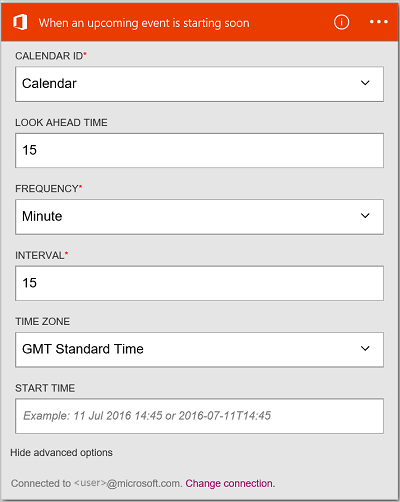 When an upcoming event is starting soon
CALENDAR ID*
Calendar
LOOK AHEAD TIME
15
FREQUENCY*
Minute
INTERVAL*
15
TIME ZONE
GMT Standard Time
START TIME
Example: 11 Jul 2016 14:45 or 2016-07-11T14:45
Hide advanced options
Connected to <user>@microsoft.com. Change connection.